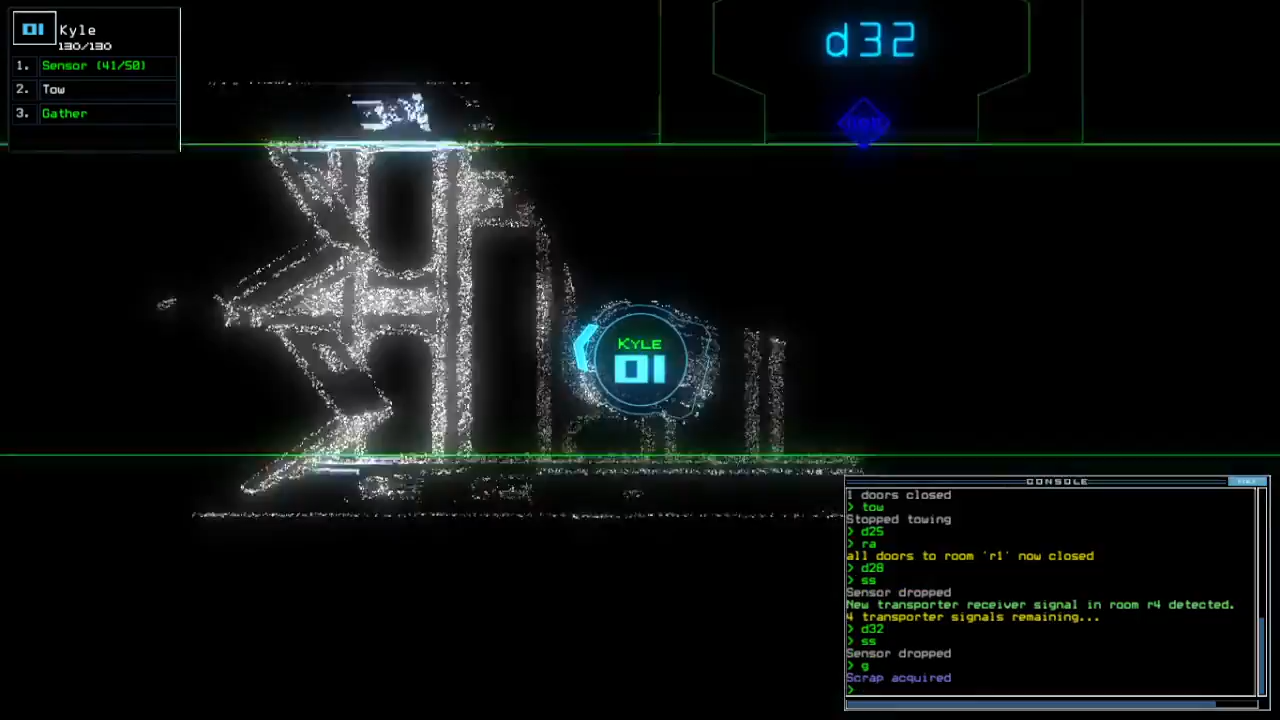 01 Kyle
130/130
1. Sensor (41/50)
2. Tow
3. Gather
d32
Kyle
01
CONSOLE
1 doors closed
> tow
Stopped towing
> d25
> ra
all doors to room 'r1' now closed
> d28
> ss
Sensor dropped
New transporter receiver signal in room r4 detected.
4 transporter signals remaining...
> d32
> ss
Sensor dropped
> g
Scrap acquired
>